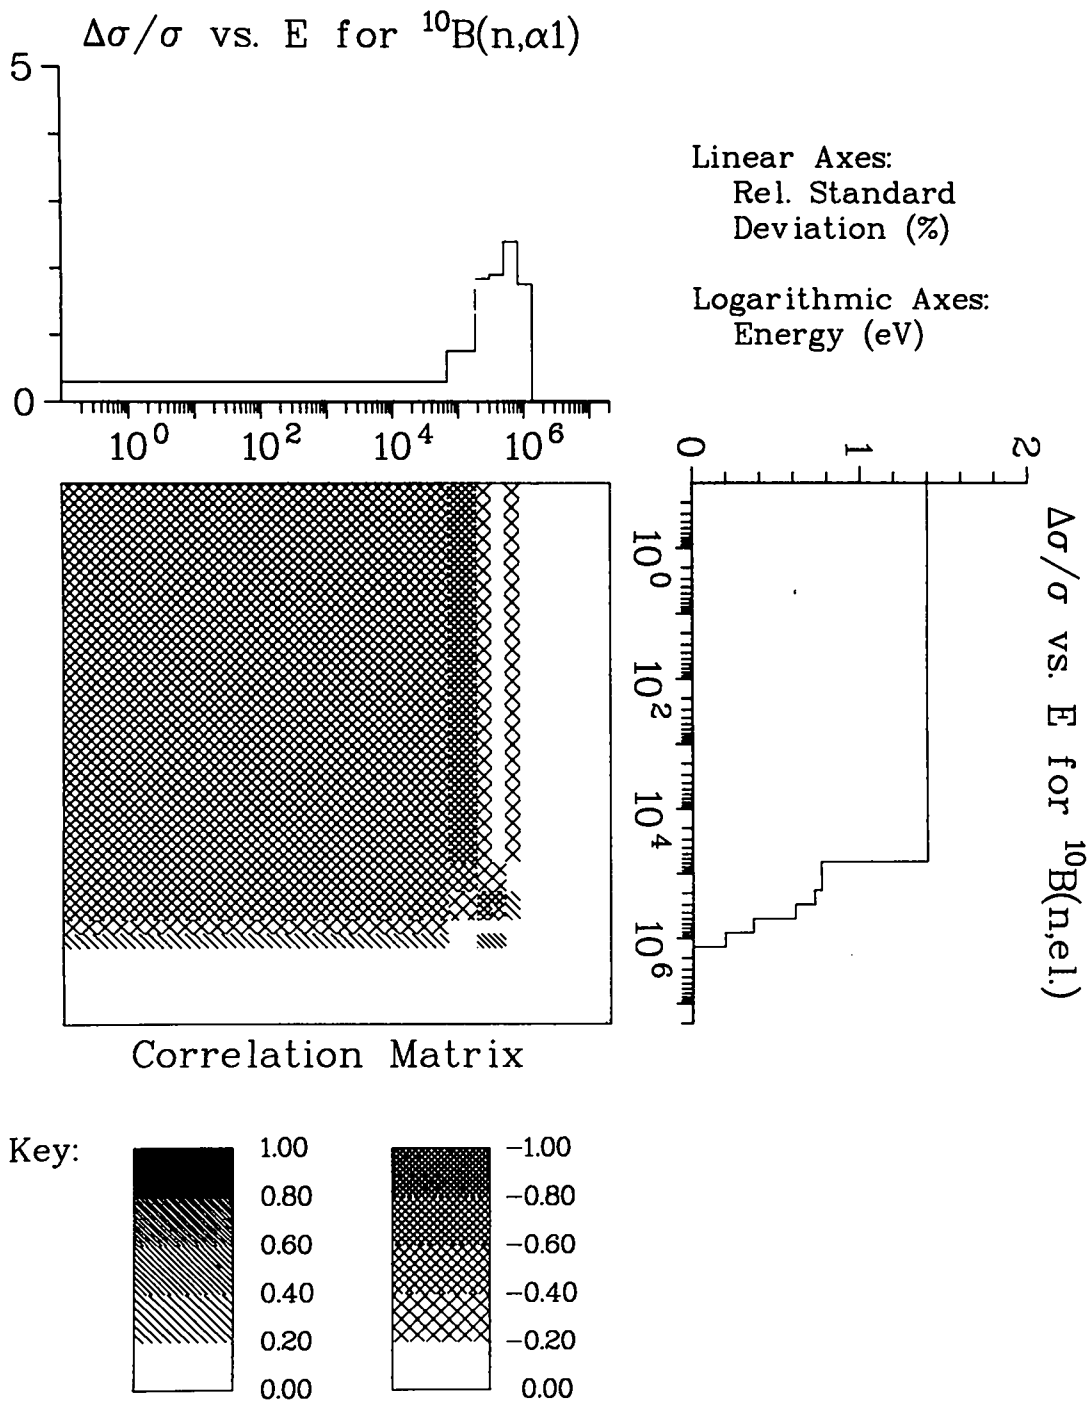 Δσ/σ vs. E for ¹⁰B(n,α1)
5
0
10⁰ 10² 10⁴ 10⁶
Linear Axes:
Rel. Standard
Deviation (%)
Logarithmic Axes:
Energy (eV)
0 1 2
10⁰ 10² 10⁴ 10⁶
Δσ/σ vs. E for ¹⁰B(n,el.)
Correlation Matrix
Key:
1.00
0.80
0.60
0.40
0.20
0.00
−1.00
−0.80
−0.60
−0.40
−0.20
0.00